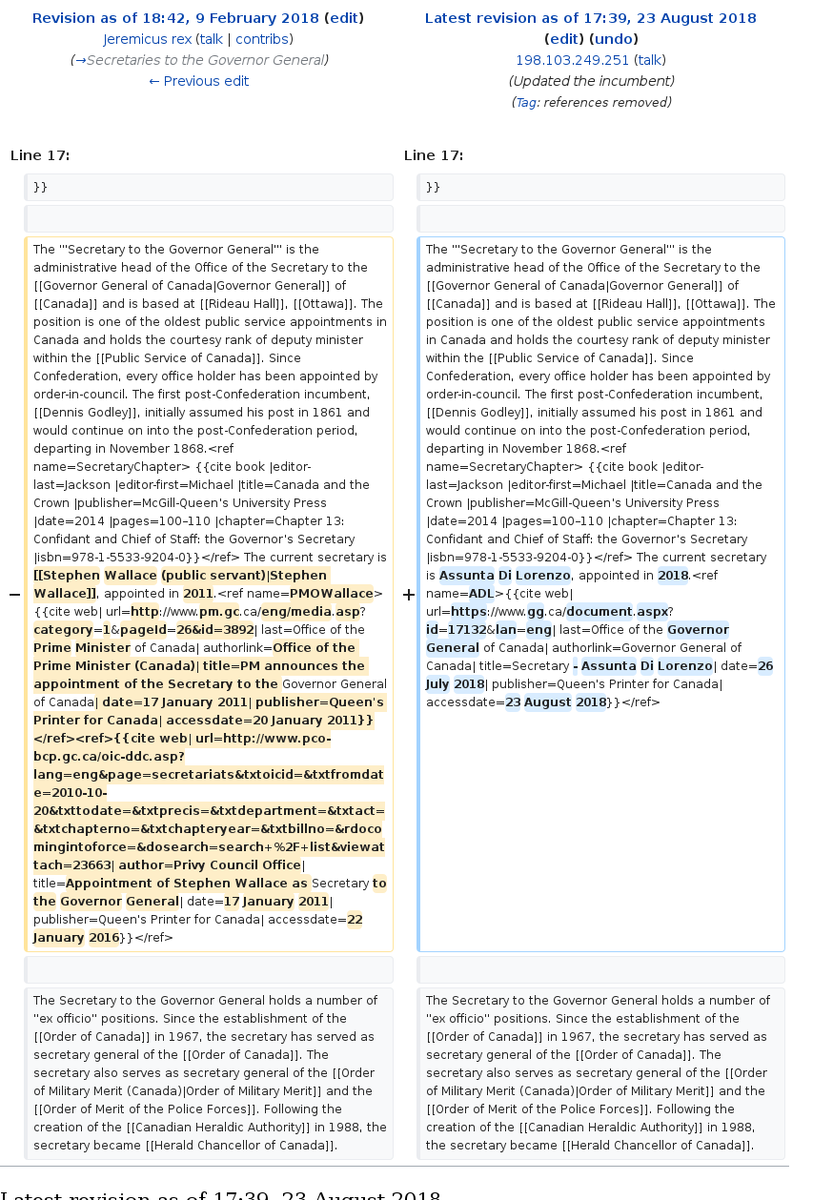 Revision as of 18:42, 9 February 2018 (edit)
Jeremicus rex (talk | contribs)
(→Secretaries to the Governor General)
← Previous edit
Latest revision as of 17:39, 23 August 2018
(edit) (undo)
198.103.249.251 (talk)
(Updated the incumbent)
(Tag: references removed)
Line 17:
Line 17:
}}
}}
−
The '''Secretary to the Governor General''' is the
administrative head of the Office of the Secretary to the
[[Governor General of Canada|Governor General]] of
[[Canada]] and is based at [[Rideau Hall]], [[Ottawa]]. The
position is one of the oldest public service appointments in
Canada and holds the courtesy rank of deputy minister
within the [[Public Service of Canada]]. Since
Confederation, every office holder has been appointed by
order-in-council. The first post-Confederation incumbent,
[[Dennis Godley]], initially assumed his post in 1861 and
would continue on into the post-Confederation period,
departing in November 1868.<ref
name=SecretaryChapter> {{cite book |editor-
last=Jackson |editor-first=Michael |title=Canada and the
Crown |publisher=McGill-Queen's University Press
|date=2014 |pages=100–110 |chapter=Chapter 13:
Confidant and Chief of Staff: the Governor's Secretary
|isbn=978-1-5533-9204-0}}</ref> The current secretary is
[[Stephen Wallace (public servant)|Stephen
Wallace]], appointed in 2011.<ref name=PMOWallace>
{{cite web| url=http://www.pm.gc.ca/eng/media.asp?
category=1&pageId=26&id=3892| last=Office of the
Prime Minister of Canada| authorlink=Office of the
Prime Minister (Canada)| title=PM announces the
appointment of the Secretary to the Governor General
of Canada| date=17 January 2011| publisher=Queen's
Printer for Canada| accessdate=20 January 2011}}
</ref><ref>{{cite web| url=http://www.pco-
bcp.gc.ca/oic-ddc.asp?
lang=eng&page=secretariats&txtoicid=&txtfromdat
e=2010-10-
20&txttodate=&txtprecis=&txtdepartment=&txtact=
&txtchapterno=&txtchapteryear=&txtbillno=&rdoco
mingintoforce=&dosearch=search+%2F+list&viewat
tach=23663| author=Privy Council Office|
title=Appointment of Stephen Wallace as Secretary to
the Governor General| date=17 January 2011|
publisher=Queen's Printer for Canada| accessdate=22
January 2016}}</ref>
+
The '''Secretary to the Governor General''' is the
administrative head of the Office of the Secretary to the
[[Governor General of Canada|Governor General]] of
[[Canada]] and is based at [[Rideau Hall]], [[Ottawa]]. The
position is one of the oldest public service appointments in
Canada and holds the courtesy rank of deputy minister
within the [[Public Service of Canada]]. Since
Confederation, every office holder has been appointed by
order-in-council. The first post-Confederation incumbent,
[[Dennis Godley]], initially assumed his post in 1861 and
would continue on into the post-Confederation period,
departing in November 1868.<ref
name=SecretaryChapter> {{cite book |editor-
last=Jackson |editor-first=Michael |title=Canada and the
Crown |publisher=McGill-Queen's University Press
|date=2014 |pages=100–110 |chapter=Chapter 13:
Confidant and Chief of Staff: the Governor's Secretary
|isbn=978-1-5533-9204-0}}</ref> The current secretary
is Assunta Di Lorenzo, appointed in 2018.<ref
name=ADL>{{cite web|
url=https://www.gg.ca/document.aspx?
id=17132&lan=eng| last=Office of the Governor
General of Canada| authorlink=Governor General of
Canada| title=Secretary - Assunta Di Lorenzo| date=26
July 2018| publisher=Queen's Printer for Canada|
accessdate=23 August 2018}}</ref>
The Secretary to the Governor General holds a number of
''ex officio'' positions. Since the establishment of the
[[Order of Canada]] in 1967, the secretary has served as
secretary general of the [[Order of Canada]]. The
secretary also serves as secretary general of the [[Order
of Military Merit (Canada)|Order of Military Merit]] and the
[[Order of Merit of the Police Forces]]. Following the
creation of the [[Canadian Heraldic Authority]] in 1988, the
secretary became [[Herald Chancellor of Canada]].
The Secretary to the Governor General holds a number of
''ex officio'' positions. Since the establishment of the
[[Order of Canada]] in 1967, the secretary has served as
secretary general of the [[Order of Canada]]. The
secretary also serves as secretary general of the [[Order
of Military Merit (Canada)|Order of Military Merit]] and the
[[Order of Merit of the Police Forces]]. Following the
creation of the [[Canadian Heraldic Authority]] in 1988,
the secretary became [[Herald Chancellor of Canada]].
Latest revision as of 17:39, 23 August 2018